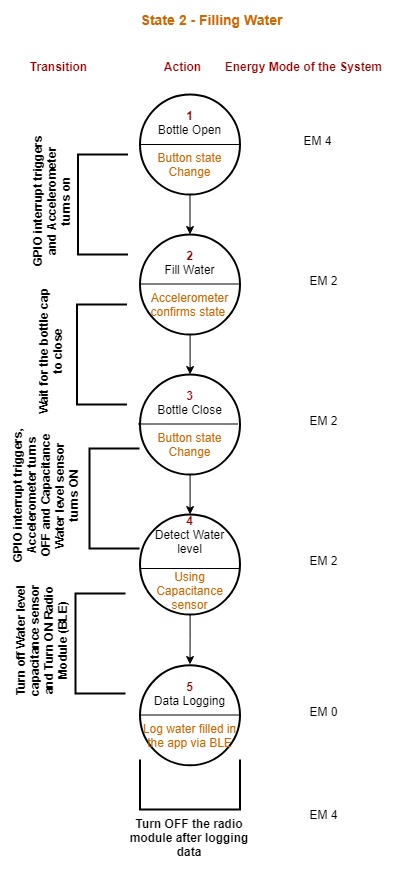 State 2 - Filling Water
Transition
Action
Energy Mode of the System
1
Bottle Open
Button state
Change
EM 4
GPIO interrupt triggers
and Accelerometer
turns on
2
Fill Water
Accelerometer
confirms state
EM 2
Wait for the bottle cap
to close
3
Bottle Close
Button state
Change
EM 2
GPIO interrupt triggers,
Accelerometer turns
OFF and Capacitance
Water level sensor
turns ON
4
Detect Water
level
Using
Capacitance
sensor
EM 2
Turn off Water level
capacitance sensor
and Turn ON Radio
Module (BLE)
5
Data Logging
Log water filled in
the app via BLE
EM 0
Turn OFF the radio
module after logging
data
EM 4